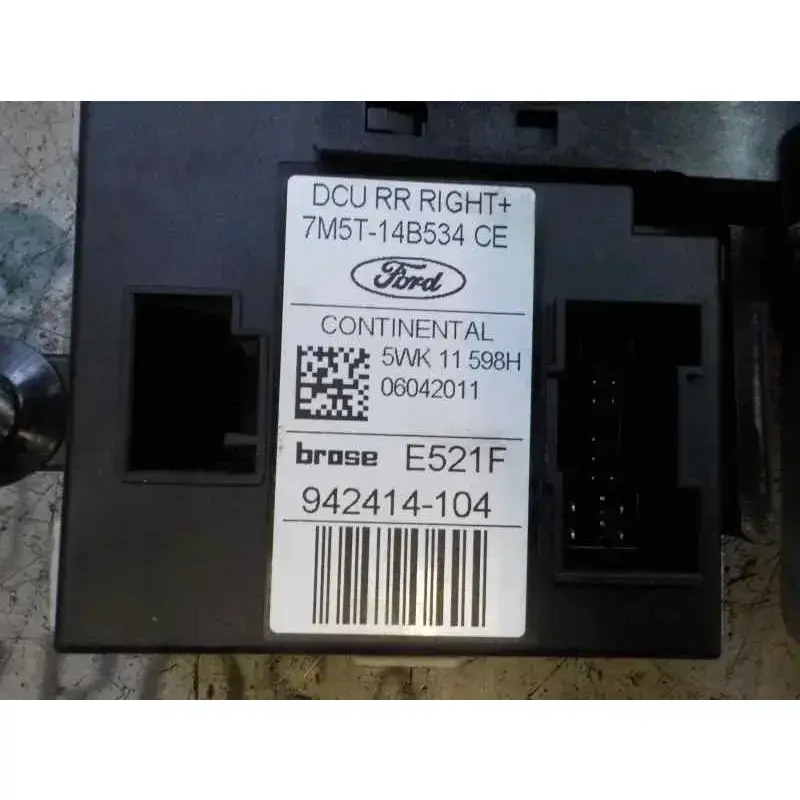 DCU RR RIGHT+
7M5T-14B534 CE
Ford
CONTINENTAL
5WK 11 598H
06042011
brose E521F
942414-104